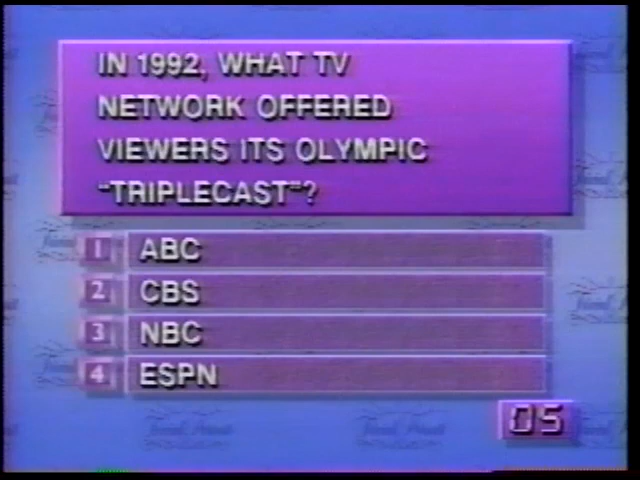 IN 1992, WHAT TV
NETWORK OFFERED
VIEWERS ITS OLYMPIC
"TRIPLECAST"?
1 ABC
2 CBS
3 NBC
4 ESPN
05